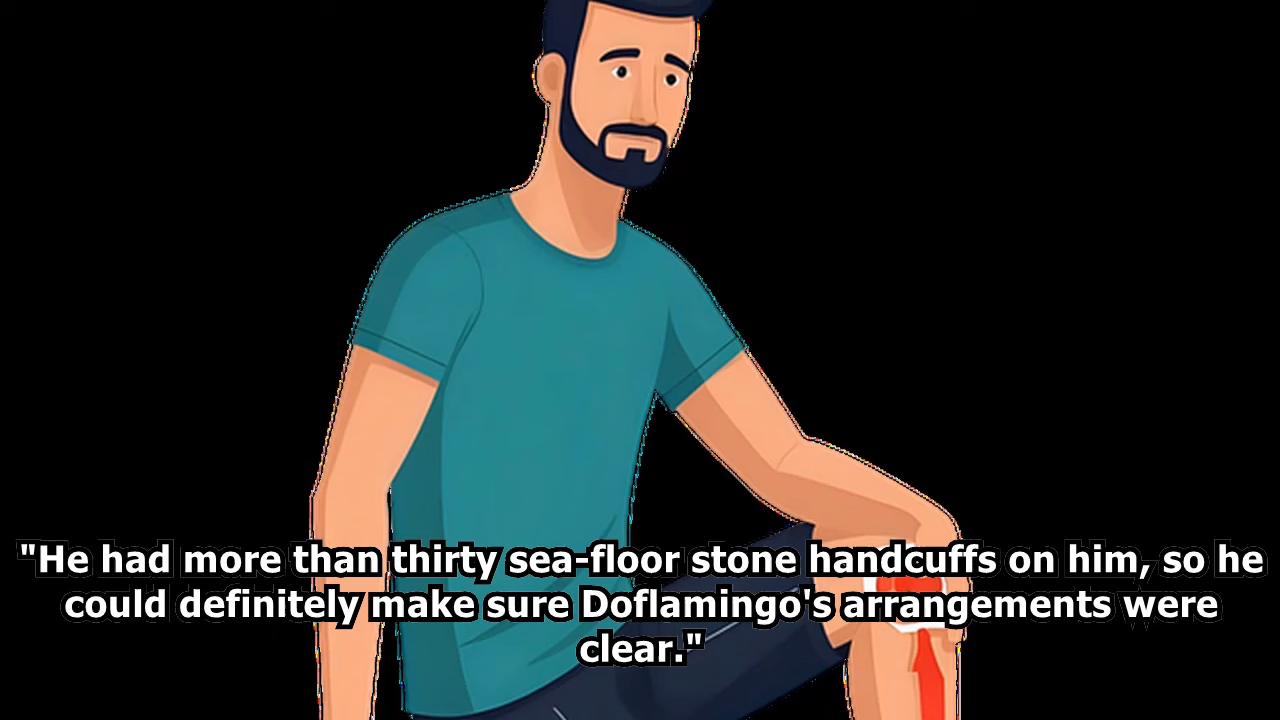 "He had more than thirty sea-floor stone handcuffs on him, so he
could definitely make sure Doflamingo's arrangements were
clear."